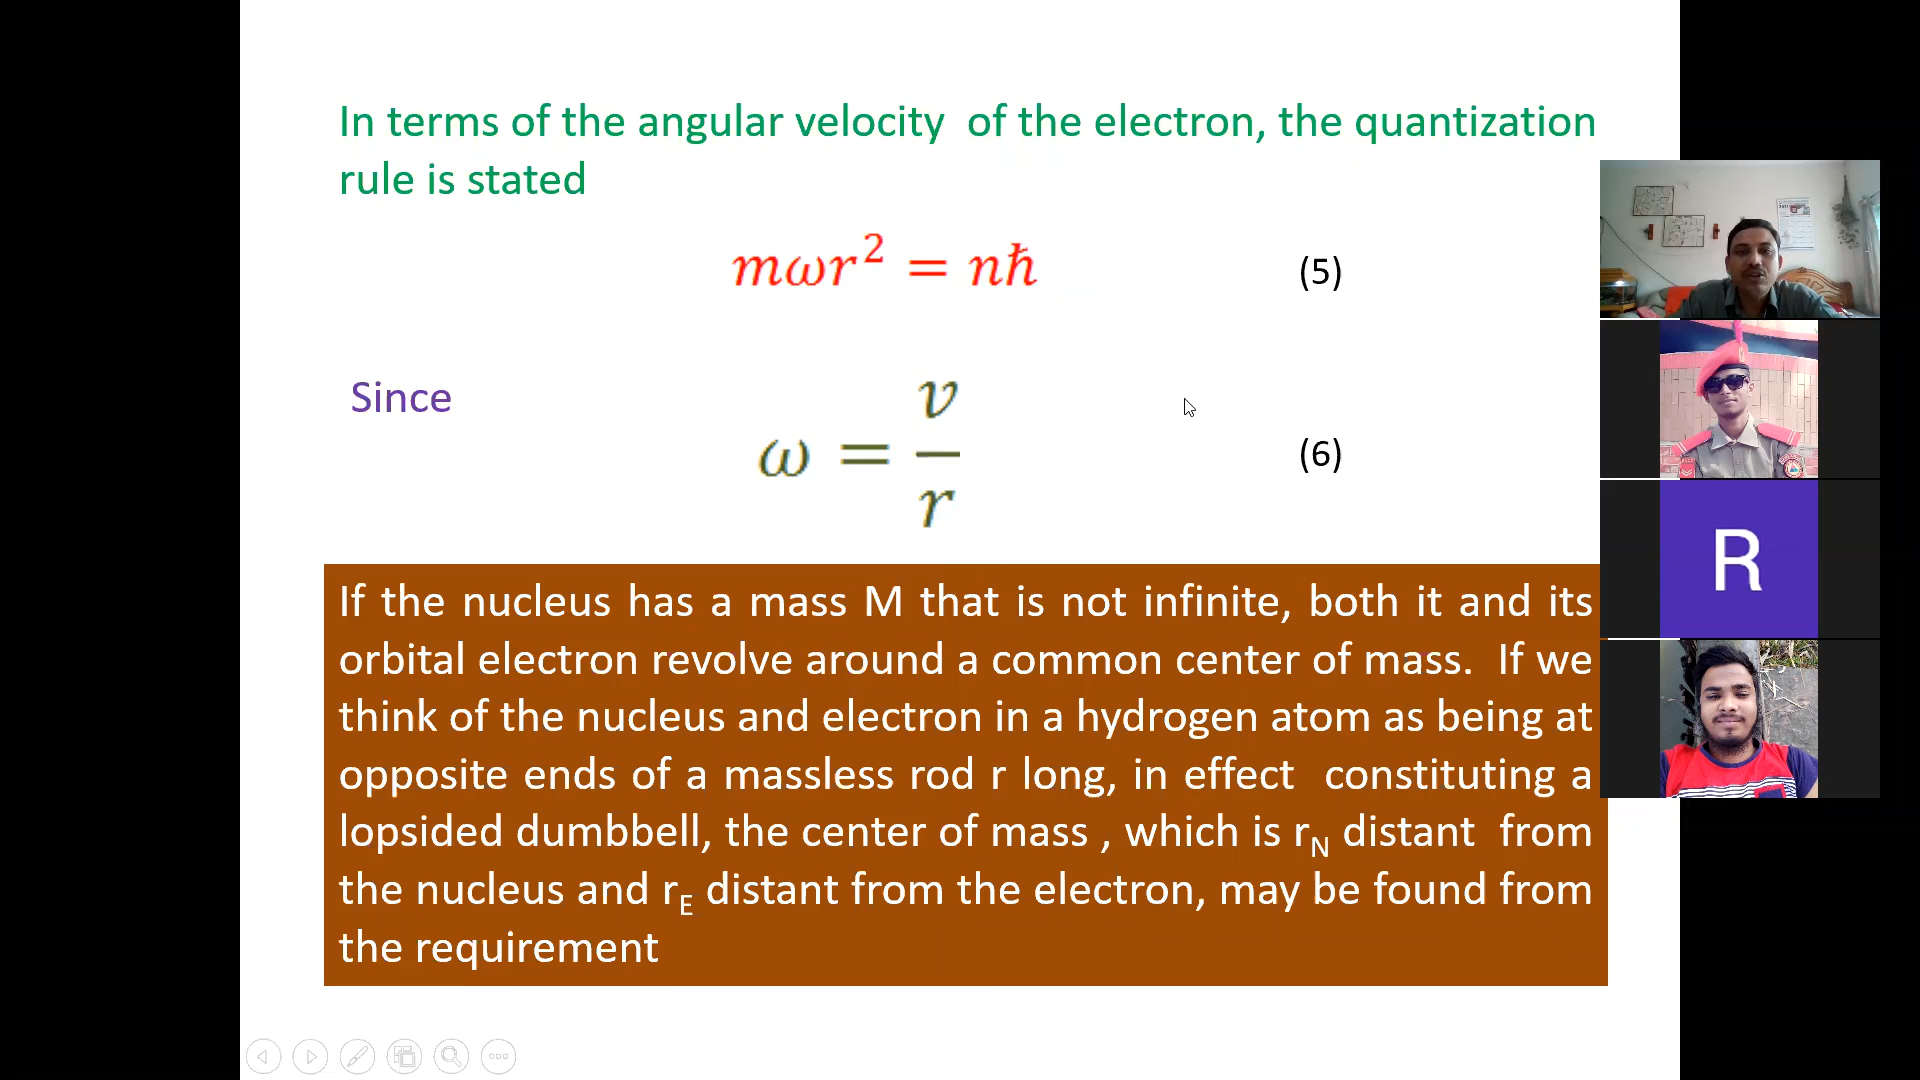 In terms of the angular velocity of the electron, the quantization
rule is stated
mωr² = nħ (5)
Since
ω = v/r (6)
If the nucleus has a mass M that is not infinite, both it and its
orbital electron revolve around a common center of mass. If we
think of the nucleus and electron in a hydrogen atom as being at
opposite ends of a massless rod r long, in effect constituting a
lopsided dumbbell, the center of mass , which is r_N distant from
the nucleus and r_E distant from the electron, may be found from
the requirement
R